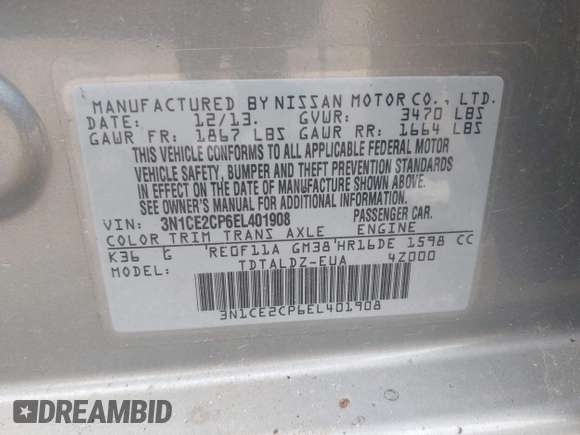 MANUFACTURED BY NISSAN MOTOR CO., LTD.
DATE: 12/13. GVWR: 3470 LBS
GAWR FR: 1867 LBS GAWR RR: 1664 LBS
THIS VEHICLE CONFORMS TO ALL APPLICABLE FEDERAL MOTOR
VEHICLE SAFETY, BUMPER AND THEFT PREVENTION STANDARDS
IN EFFECT ON THE DATE OF MANUFACTURE SHOWN ABOVE.
SEE OWNER'S MANUAL FOR ADDITIONAL INFORMATION.
VIN: 3N1CE2CP6EL401908 PASSENGER CAR.
COLOR TRIM TRANS AXLE ENGINE
K36 G RE0F11A GM38 HR16DE 1598 CC
MODEL: TDTALDZ-EUA 4Z000
3N1CE2CP6EL401908
DREAMBID